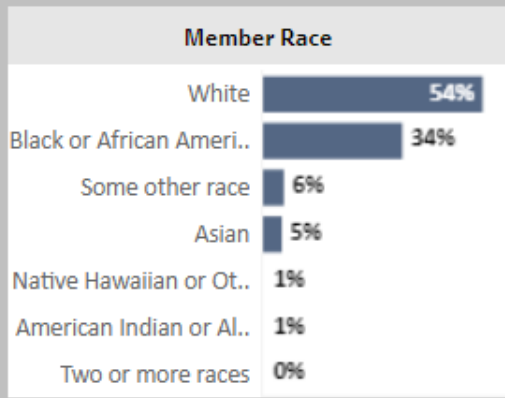 Member Race
White 54%
Black or African Ameri.. 34%
Some other race 6%
Asian 5%
Native Hawaiian or Ot.. 1%
American Indian or Al.. 1%
Two or more races 0%